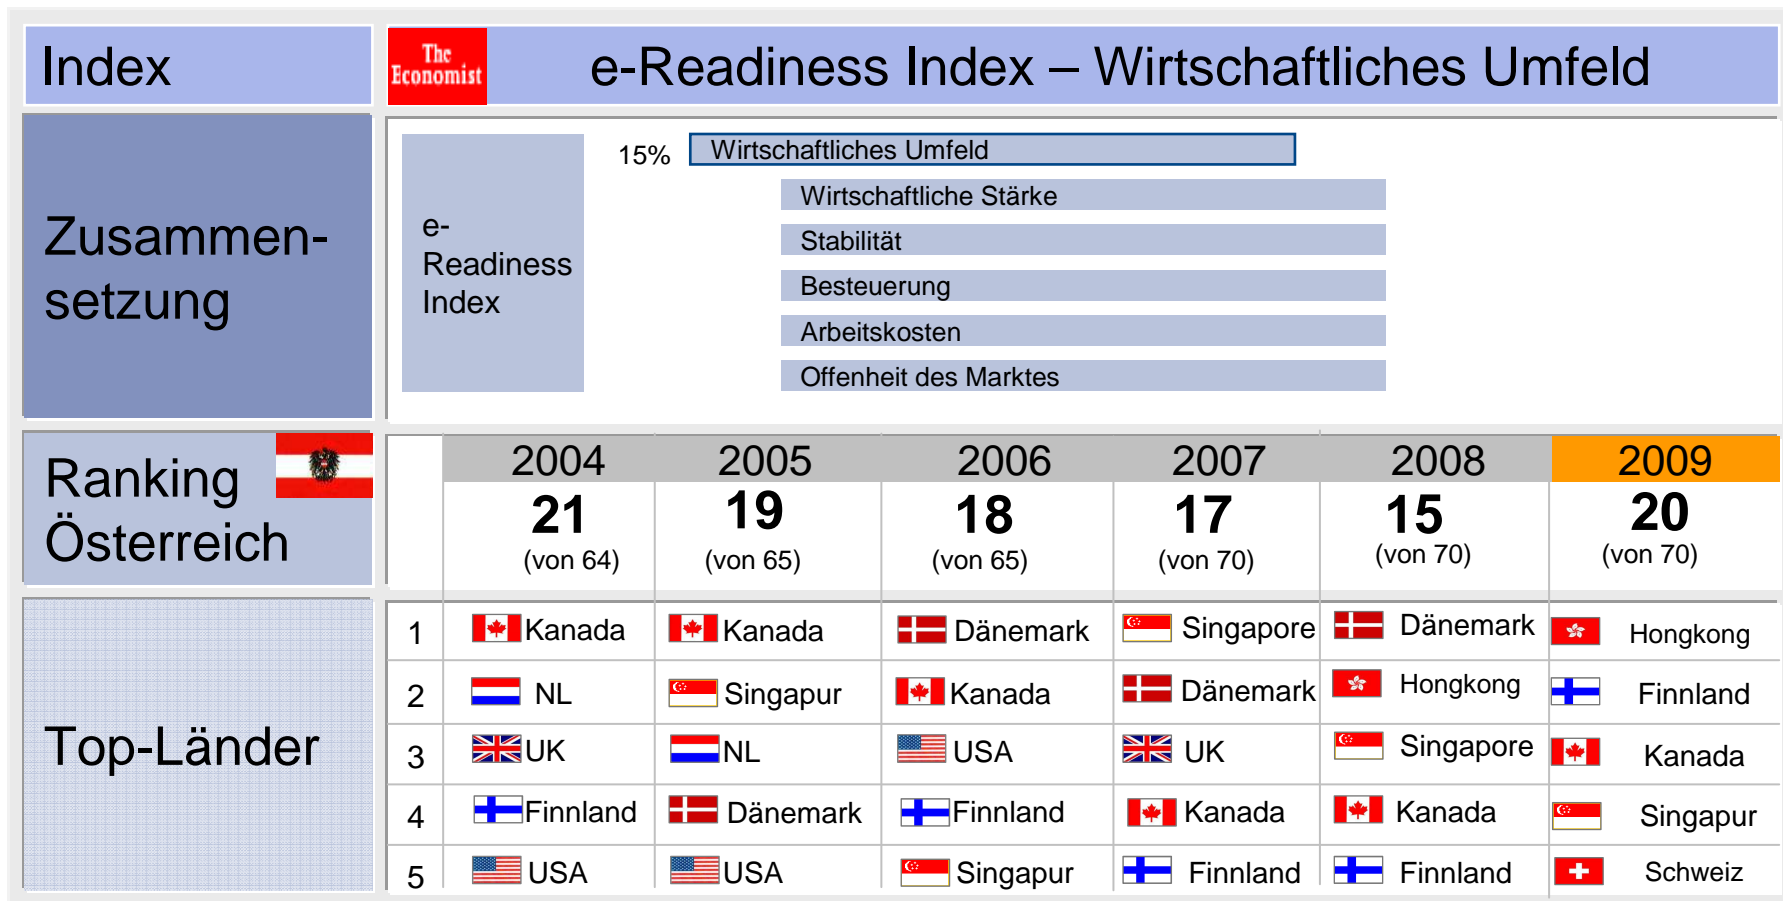 Index
The
Economist
e-Readiness Index – Wirtschaftliches Umfeld
Zusammen-
setzung
e-
Readiness
Index
15%
Wirtschaftliches Umfeld
Wirtschaftliche Stärke
Stabilität
Besteuerung
Arbeitskosten
Offenheit des Marktes
Ranking
Österreich
2004 2005 2006 2007 2008 2009
21 19 18 17 15 20
(von 64) (von 65) (von 65) (von 70) (von 70) (von 70)
Top-Länder
1 Kanada Kanada Dänemark Singapore Dänemark Hongkong
2 NL Singapur Kanada Dänemark Hongkong Finnland
3 UK NL USA UK Singapore Kanada
4 Finnland Dänemark Finnland Kanada Kanada Singapur
5 USA USA Singapur Finnland Finnland Schweiz